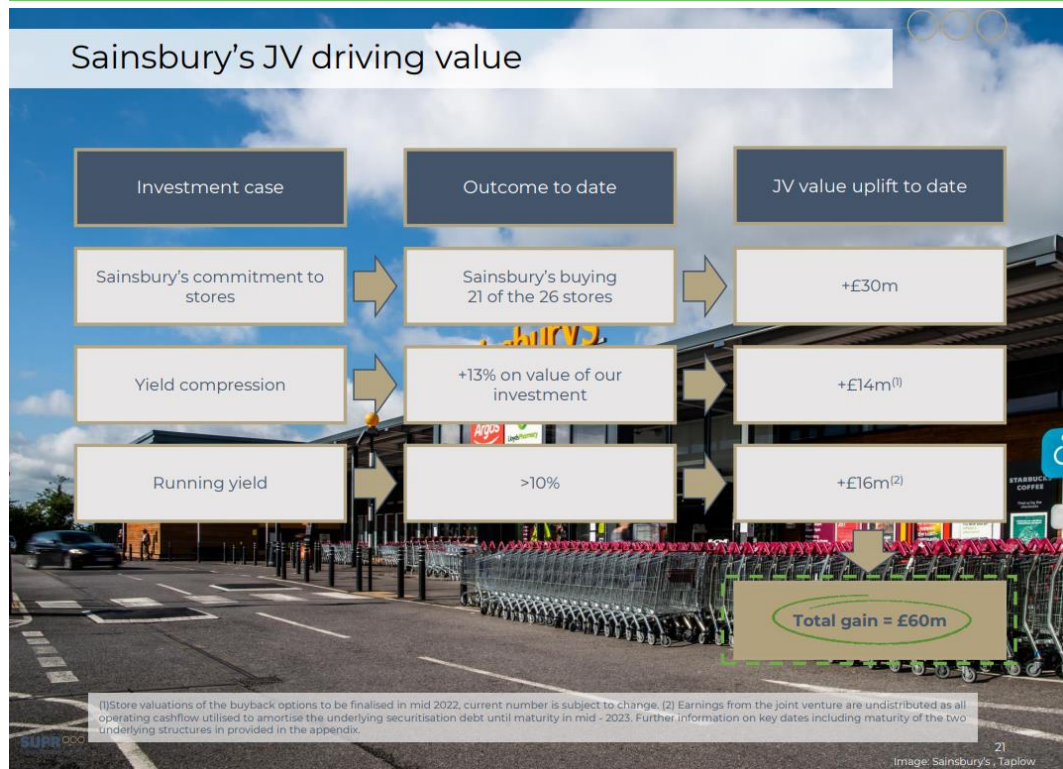 Sainsbury's JV driving value
Investment case
Outcome to date
JV value uplift to date
Sainsbury's commitment to
stores
Sainsbury's buying
21 of the 26 stores
+£30m
Yield compression
+13% on value of our
investment
+£14m(1)
Running yield
>10%
+£16m(2)
Argos
LloydsPharmacy
STARBUCKS
COFFEE
Total gain = £60m
(1)Store valuations of the buyback options to be finalised in mid 2022, current number is subject to change. (2) Earnings from the joint venture are undistributed as all
operating cashflow utilised to amortise the underlying securitisation debt until maturity in mid - 2023. Further information on key dates including maturity of the two
underlying structures in provided in the appendix.
SUPR
21
Image: Sainsbury's , Taplow